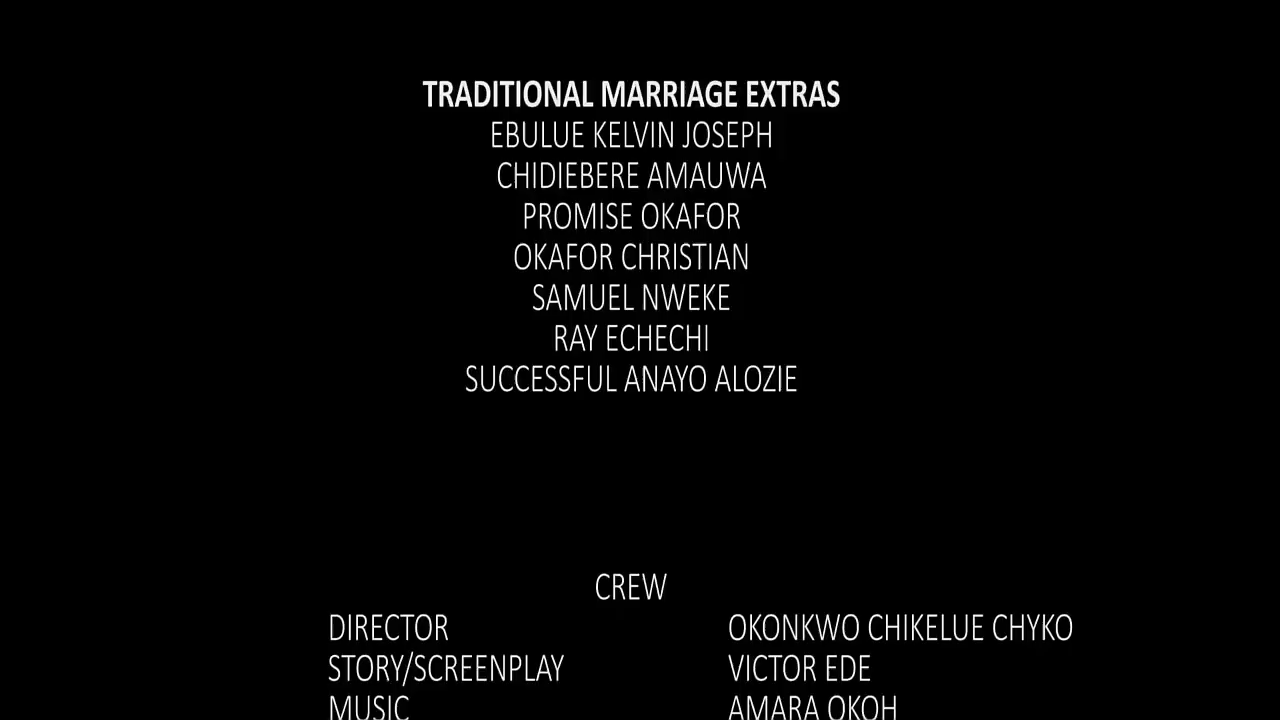 TRADITIONAL MARRIAGE EXTRAS
EBULUE KELVIN JOSEPH
CHIDIEBERE AMAUWA
PROMISE OKAFOR
OKAFOR CHRISTIAN
SAMUEL NWEKE
RAY ECHECHI
SUCCESSFUL ANAYO ALOZIE
CREW
DIRECTOR OKONKWO CHIKELUE CHYKO
STORY/SCREENPLAY VICTOR EDE
MUSIC AMARA OKOH